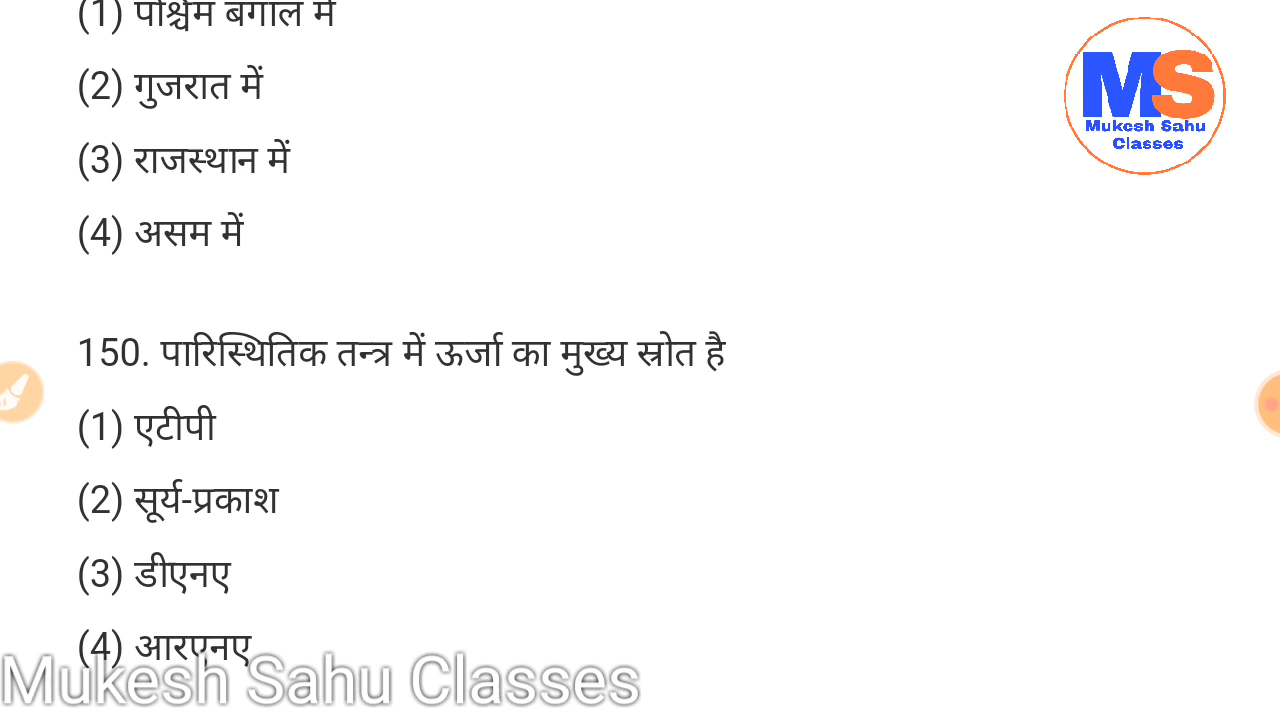 (1) पश्चिम बंगाल में
(2) गुजरात में
(3) राजस्थान में
(4) असम में
MS
Mukesh Sahu
Classes
150. पारिस्थितिक तन्त्र में ऊर्जा का मुख्य स्रोत है
(1) एटीपी
(2) सूर्य-प्रकाश
(3) डीएनए
(4) आरएनए
Mukesh Sahu Classes